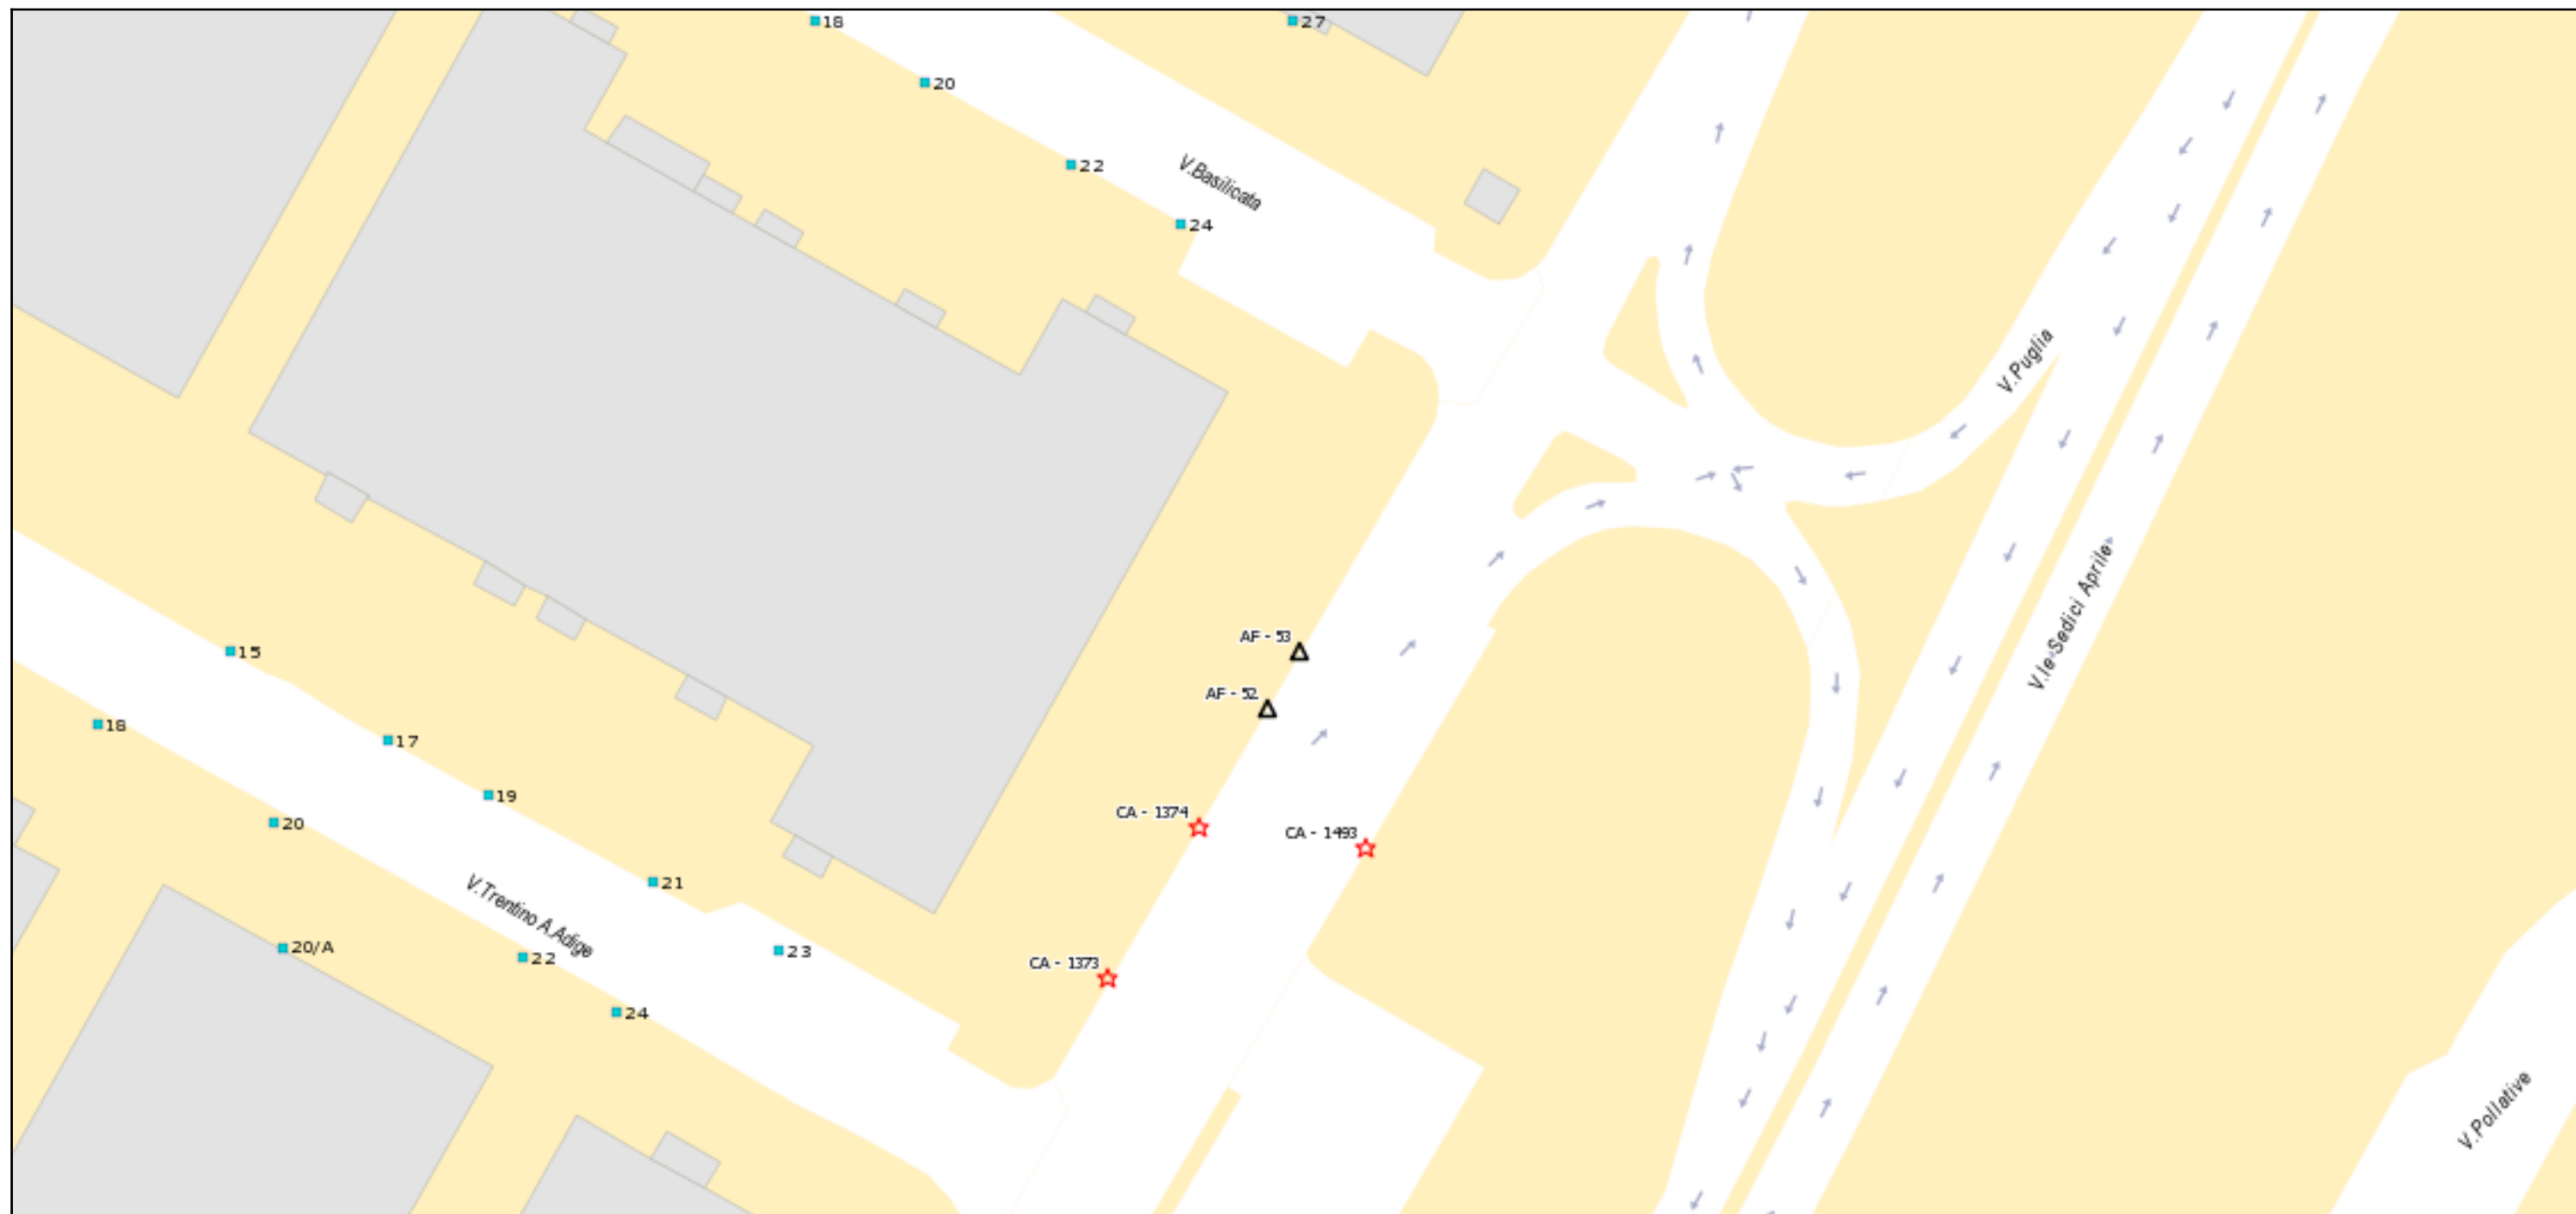 18
27
20
22
V.Basilicata
24
V.Puglia
V.le Sedici Aprile
AF - 53
15
AF - 52
18
17
19
CA - 1374
20
CA - 1493
21
V.Trentino A.Adige
20/A
23
22
CA - 1373
24
V.Pollative